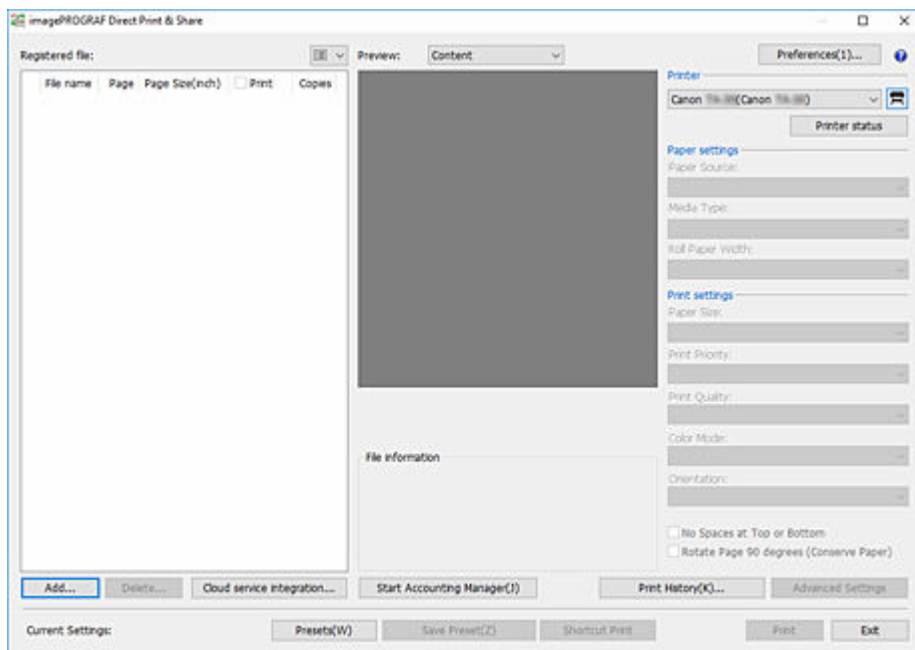 imagePROGRAF Direct Print & Share
Registered file:
Preview: Content
Preferences(1)...
File name Page Page Size(inch) Print Copies
Printer
Canon (Canon )
Printer status
Paper settings
Paper Source:
Media Type:
Roll Paper Width:
Print settings
Paper Size:
Print Priority:
Print Quality:
Color Mode:
Orientation:
File information
No Spaces at Top or Bottom
Rotate Page 90 degrees (Conserve Paper)
Add... Delete... Cloud service integration... Start Accounting Manager(J) Print History(K)... Advanced Settings
Current Settings: Presets(W) Save Preset(Z) Shortcut Print Print Exit